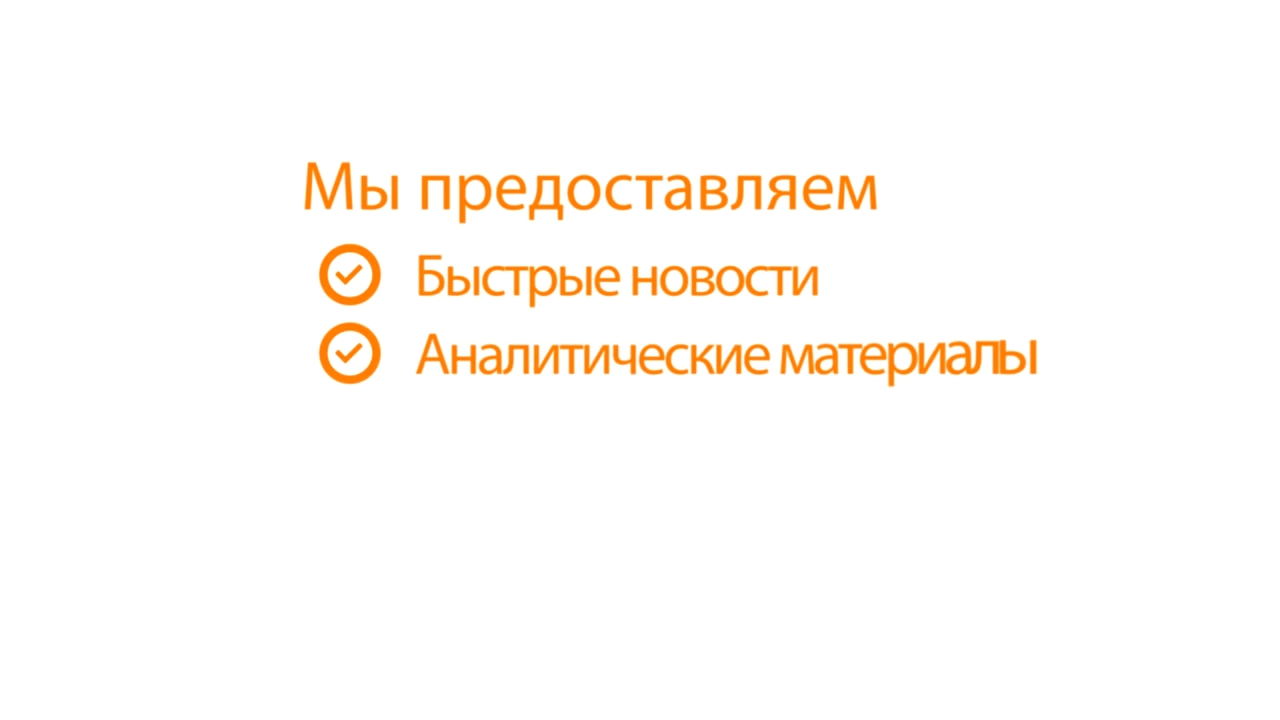 Мы предоставляем
Быстрые новости
Аналитические материалы